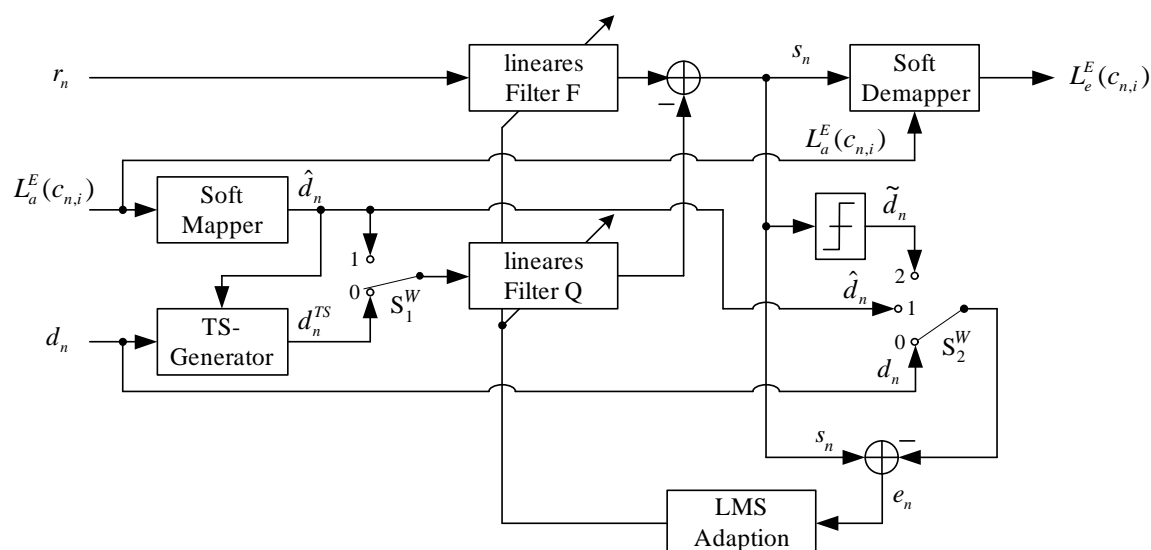 r_n
lineares
Filter F
−
s_n
Soft
Demapper
L_e^E(c_{n,i})
L_a^E(c_{n,i})
L_a^E(c_{n,i})
Soft
Mapper
d̂_n
1
0
S_1^W
lineares
Filter Q
d̃_n
2
d̂_n
1
0
S_2^W
d_n
d_n
TS-
Generator
d_n^{TS}
s_n
−
e_n
LMS
Adaption